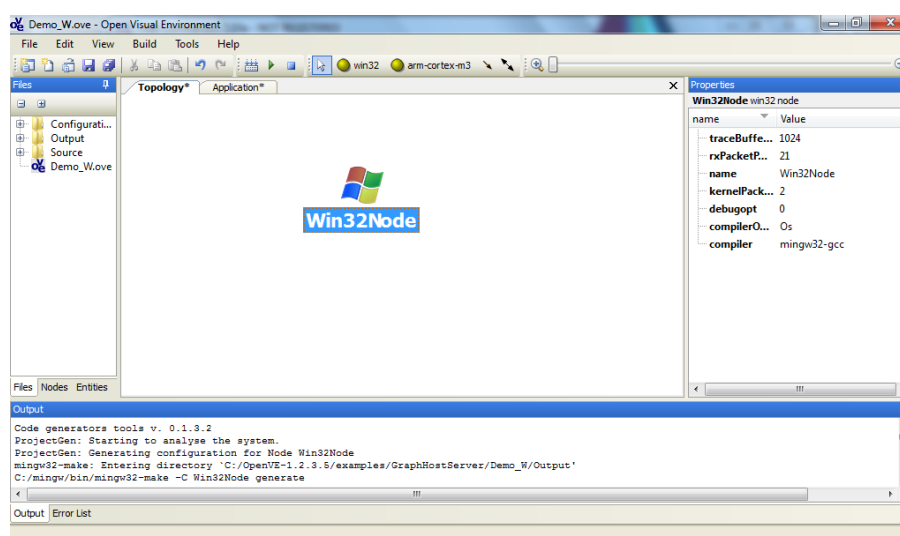 Demo_W.ove - Open Visual Environment
File Edit View Build Tools Help
win32 arm-cortex-m3
Files
Topology* Application*
Properties
Win32Node win32 node
name Value
Configurati...
Output
Source
Demo_W.ove
traceBuffe... 1024
rxPacketP... 21
name Win32Node
kernelPack... 2
debugopt 0
compilerO... Os
compiler mingw32-gcc
Win32Node
Files Nodes Entities
Output
Code generators tools v. 0.1.3.2
ProjectGen: Starting to analyse the system.
ProjectGen: Generating configuration for Node Win32Node
mingw32-make: Entering directory `C:/OpenVE-1.2.3.5/examples/GraphHostServer/Demo_W/Output'
C:/mingw/bin/mingw32-make -C Win32Node generate
Output Error List